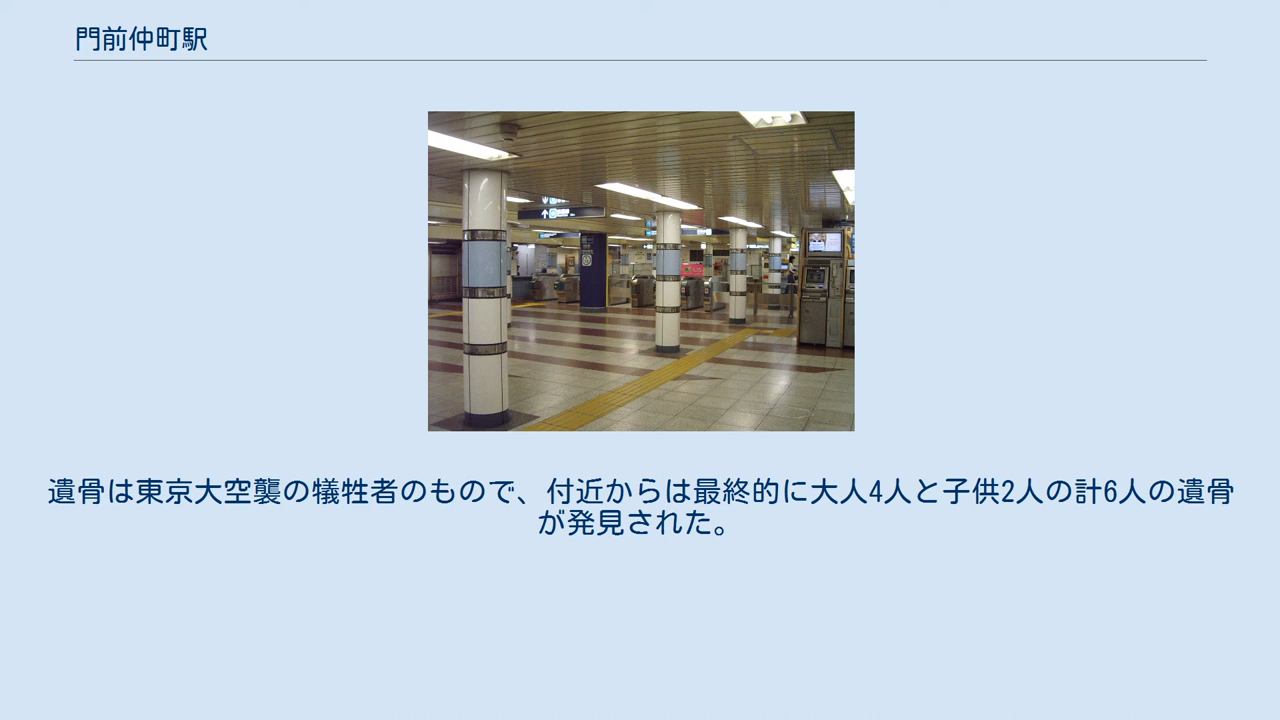 門前仲町駅
遺骨は東京大空襲の犠牲者のもので、付近からは最終的に大人4人と子供2人の計6人の遺骨
が発見された。